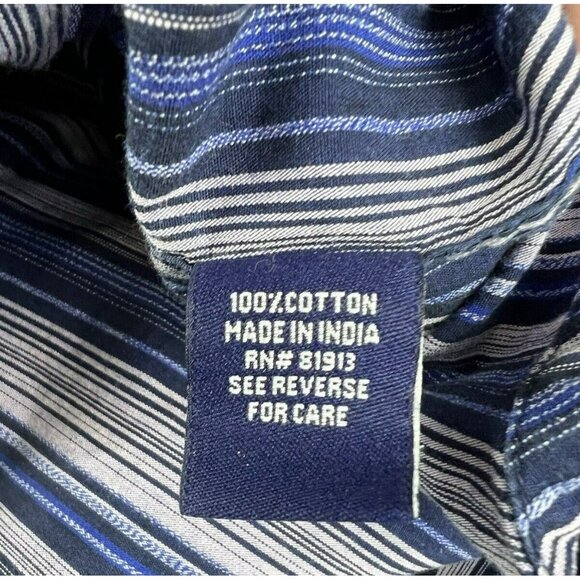 100%COTTON
MADE IN INDIA
RN# 81913
SEE REVERSE
FOR CARE